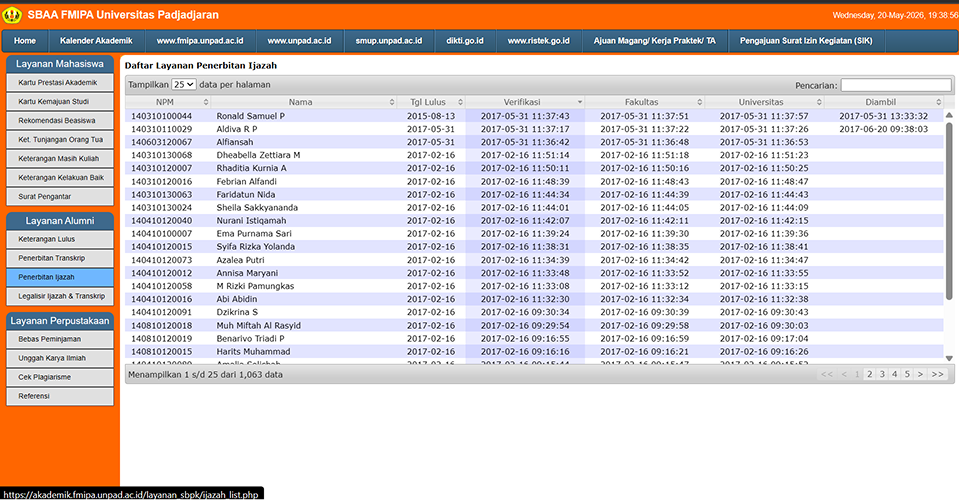 SBAA FMIPA Universitas Padjadjaran
Wednesday, 20-May-2026, 19:38:56
Home Kalender Akademik www.fmipa.unpad.ac.id www.unpad.ac.id smup.unpad.ac.id dikti.go.id www.ristek.go.id Ajuan Magang/ Kerja Praktek/ TA Pengajuan Surat Izin Kegiatan (SIK)
Layanan Mahasiswa
Kartu Prestasi Akademik
Kartu Kemajuan Studi
Rekomendasi Beasiswa
Ket. Tunjangan Orang Tua
Keterangan Masih Kuliah
Keterangan Kelakuan Baik
Surat Pengantar
Layanan Alumni
Keterangan Lulus
Penerbitan Transkrip
Penerbitan Ijazah
Legalisir Ijazah & Transkrip
Layanan Perpustakaan
Bebas Peminjaman
Unggah Karya Ilmiah
Cek Plagiarisme
Referensi
Daftar Layanan Penerbitan Ijazah
Tampilkan 25 data per halaman
Pencarian:
NPM Nama Tgl Lulus Verifikasi Fakultas Universitas Diambil
140310100044 Ronald Samuel P 2015-08-13 2017-05-31 11:37:43 2017-05-31 11:37:51 2017-05-31 11:37:57 2017-05-31 13:33:32
140310110029 Aldiva R P 2017-05-31 2017-05-31 11:37:17 2017-05-31 11:37:22 2017-05-31 11:37:26 2017-06-20 09:38:03
140603120067 Alfiansah 2017-05-31 2017-05-31 11:36:42 2017-05-31 11:36:48 2017-05-31 11:36:53
140310130068 Dheabella Zettiara M 2017-02-16 2017-02-16 11:51:14 2017-02-16 11:51:18 2017-02-16 11:51:23
140310120007 Rhaditia Kurnia A 2017-02-16 2017-02-16 11:50:11 2017-02-16 11:50:16 2017-02-16 11:50:25
140310120016 Febrian Alfandi 2017-02-16 2017-02-16 11:48:39 2017-02-16 11:48:43 2017-02-16 11:48:47
140310130063 Faridatun Nida 2017-02-16 2017-02-16 11:44:34 2017-02-16 11:44:39 2017-02-16 11:44:43
140310130024 Sheila Sakkyananda 2017-02-16 2017-02-16 11:44:01 2017-02-16 11:44:05 2017-02-16 11:44:09
140410120040 Nurani Istiqamah 2017-02-16 2017-02-16 11:42:07 2017-02-16 11:42:11 2017-02-16 11:42:15
140410100007 Ema Purnama Sari 2017-02-16 2017-02-16 11:39:24 2017-02-16 11:39:30 2017-02-16 11:39:36
140410120015 Syifa Rizka Yolanda 2017-02-16 2017-02-16 11:38:31 2017-02-16 11:38:35 2017-02-16 11:38:41
140410120073 Azalea Putri 2017-02-16 2017-02-16 11:34:39 2017-02-16 11:34:42 2017-02-16 11:34:47
140410120012 Annisa Maryani 2017-02-16 2017-02-16 11:33:48 2017-02-16 11:33:52 2017-02-16 11:33:55
140410120058 M Rizki Pamungkas 2017-02-16 2017-02-16 11:33:08 2017-02-16 11:33:12 2017-02-16 11:33:15
140410120016 Abi Abidin 2017-02-16 2017-02-16 11:32:30 2017-02-16 11:32:34 2017-02-16 11:32:38
140410120091 Dzikrina S 2017-02-16 2017-02-16 09:30:34 2017-02-16 09:30:39 2017-02-16 09:30:43
140810120018 Muh Miftah Al Rasyid 2017-02-16 2017-02-16 09:29:54 2017-02-16 09:29:58 2017-02-16 09:30:03
140810120019 Benarivo Triadi P 2017-02-16 2017-02-16 09:16:55 2017-02-16 09:16:59 2017-02-16 09:17:04
140810120015 Harits Muhammad 2017-02-16 2017-02-16 09:16:16 2017-02-16 09:16:21 2017-02-16 09:16:26
Menampilkan 1 s/d 25 dari 1,063 data
<< < 1 2 3 4 5 > >>
https://akademik.fmipa.unpad.ac.id/layanan_sbpk/ijazah_list.php